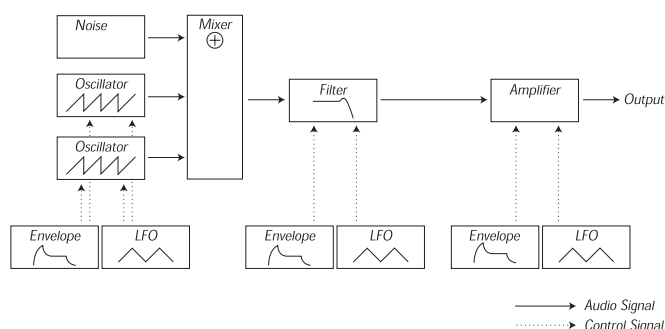 Noise
Mixer
Oscillator
Filter
Amplifier
Output
Oscillator
Envelope
LFO
Envelope
LFO
Envelope
LFO
Audio Signal
Control Signal